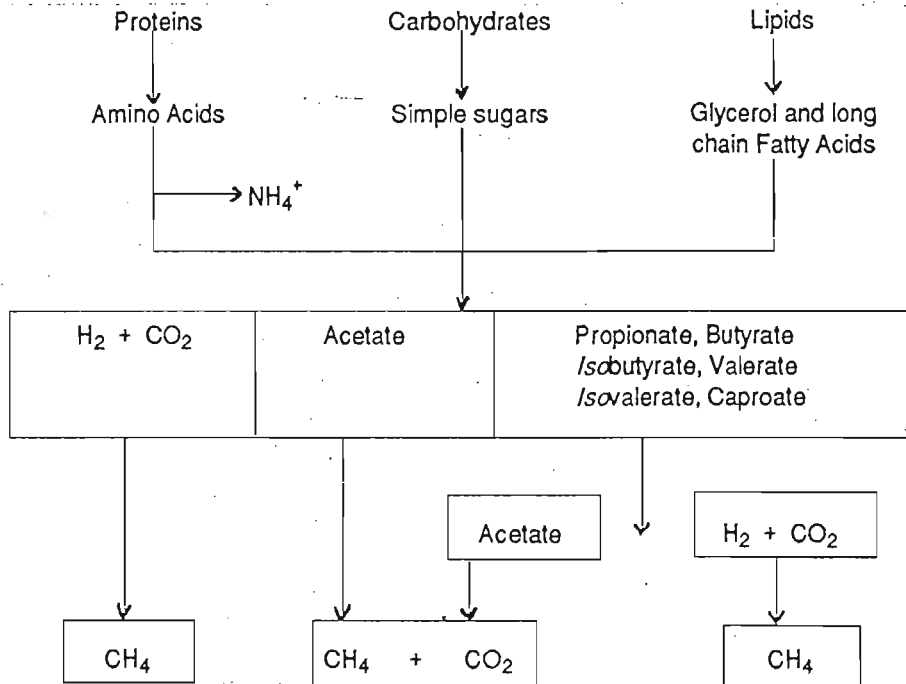 Proteins
Carbohydrates
Lipids
Amino Acids
Simple sugars
Glycerol and long
chain Fatty Acids
NH₄⁺
H₂ + CO₂
Acetate
Propionate, Butyrate
Isobutyrate, Valerate
Isovalerate, Caproate
Acetate
H₂ + CO₂
CH₄
CH₄ + CO₂
CH₄